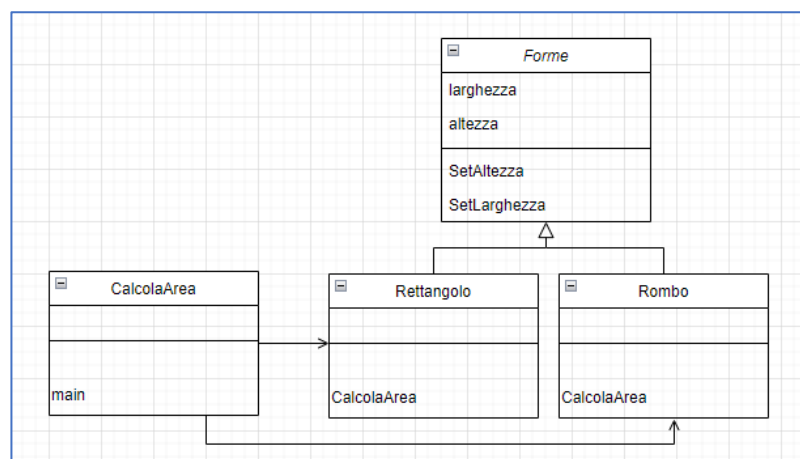 Forme
larghezza
altezza
SetAltezza
SetLarghezza
CalcolaArea
main
Rettangolo
CalcolaArea
Rombo
CalcolaArea